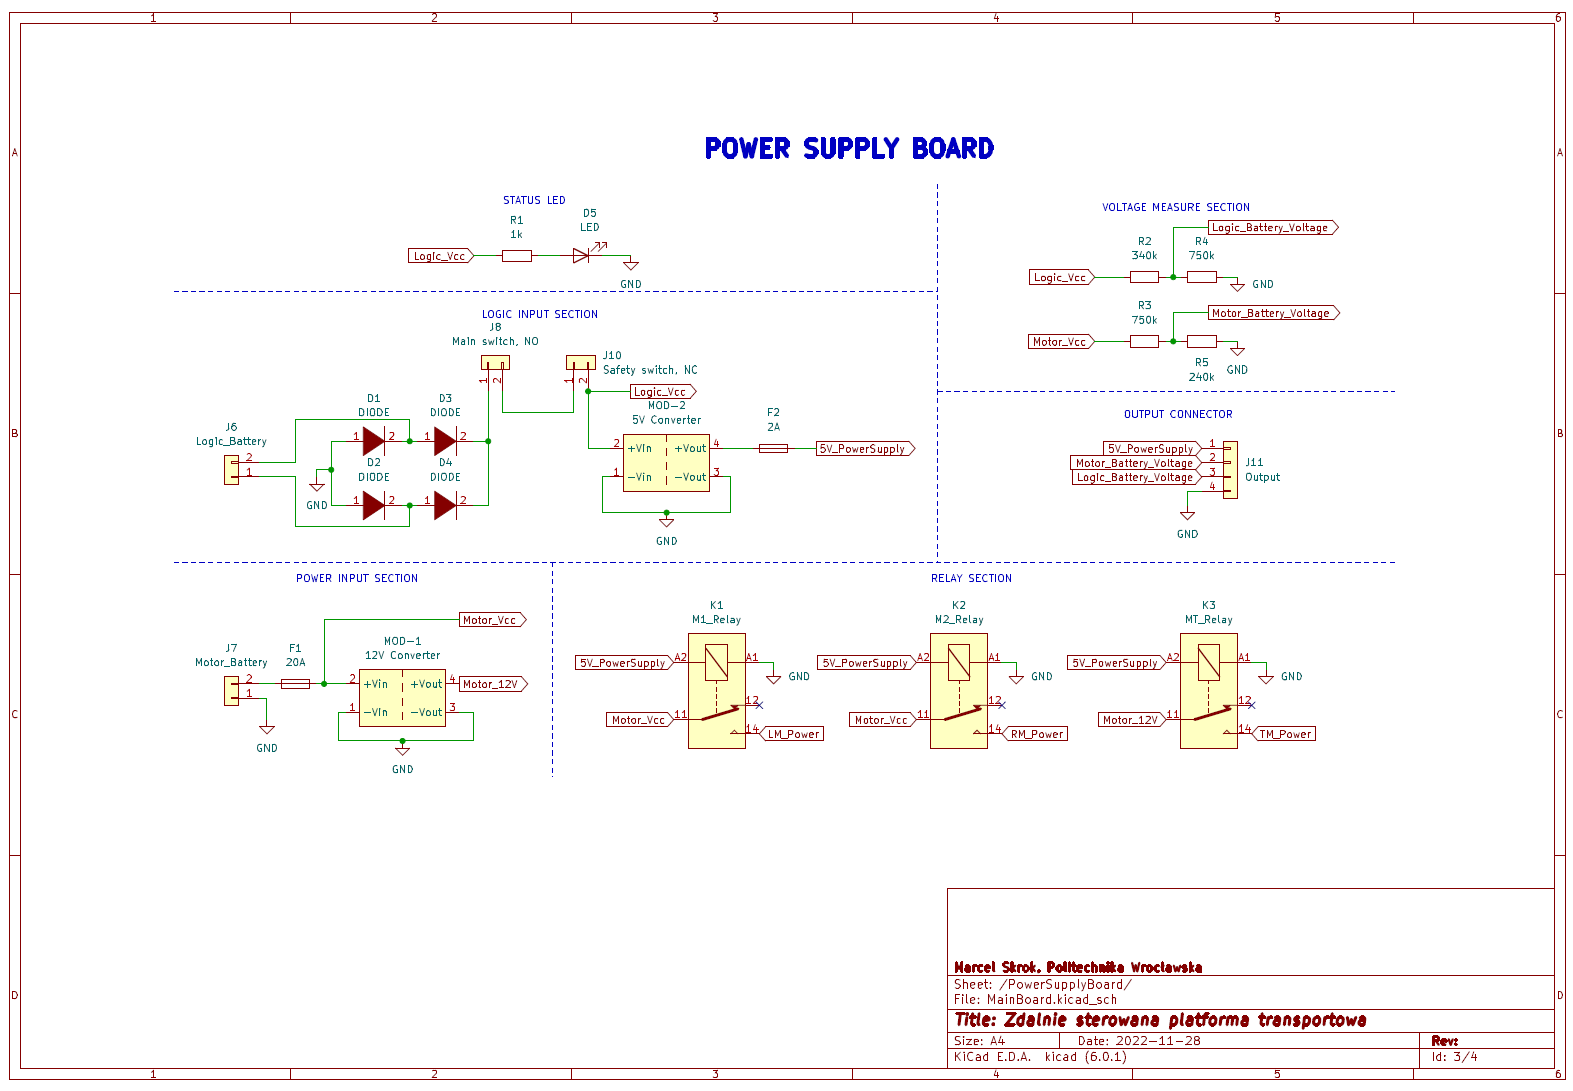 1 2 3 4 5 6
A A
POWER SUPPLY BOARD
STATUS LED
R1
1k
D5
LED
Logic_Vcc
GND
VOLTAGE MEASURE SECTION
Logic_Battery_Voltage
R2
340k
R4
750k
Logic_Vcc
GND
R3
750k
Motor_Battery_Voltage
Motor_Vcc
R5
240k
GND
LOGIC INPUT SECTION
J8
Main switch, NO
1 2
J10
Safety switch, NC
1 2
Logic_Vcc
B B
J6
Logic_Battery
2
1
D1
DIODE
1 2
D3
DIODE
1 2
D2
DIODE
1 2
D4
DIODE
1 2
GND
MOD-2
5V Converter
2 +Vin +Vout 4
1 -Vin -Vout 3
GND
F2
2A
5V_PowerSupply
OUTPUT CONNECTOR
5V_PowerSupply 1
Motor_Battery_Voltage 2
Logic_Battery_Voltage 3
4
J11
Output
GND
POWER INPUT SECTION
Motor_Vcc
J7
Motor_Battery
2
1
F1
20A
MOD-1
12V Converter
2 +Vin +Vout 4
1 -Vin -Vout 3
Motor_12V
GND
GND
RELAY SECTION
K1
M1_Relay
5V_PowerSupply A2 A1
GND
12
Motor_Vcc 11
14 LM_Power
K2
M2_Relay
5V_PowerSupply A2 A1
GND
12
Motor_Vcc 11
14 RM_Power
K3
MT_Relay
5V_PowerSupply A2 A1
GND
12
Motor_12V 11
14 TM_Power
C C
D D
Marcel Skrok, Politechnika Wrocławska
Sheet: /PowerSupplyBoard/
File: MainBoard.kicad_sch
Title: Zdalnie sterowana platforma transportowa
Size: A4 Date: 2022-11-28 Rev:
KiCad E.D.A. kicad (6.0.1) Id: 3/4
1 2 3 4 5 6